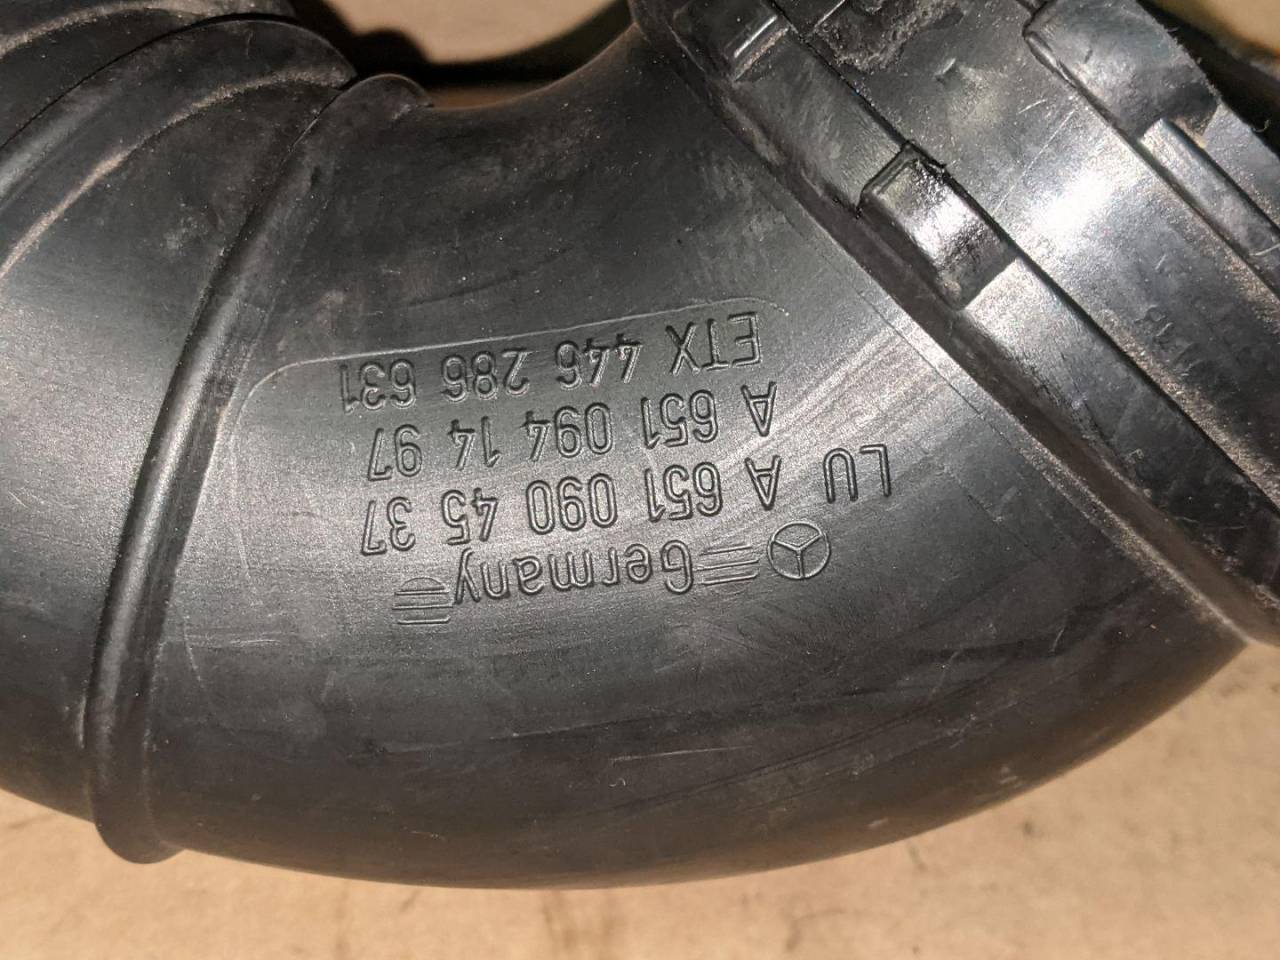 Germany
LU A 651 090 45 37
A 651 094 14 97
ETX 446 286 631